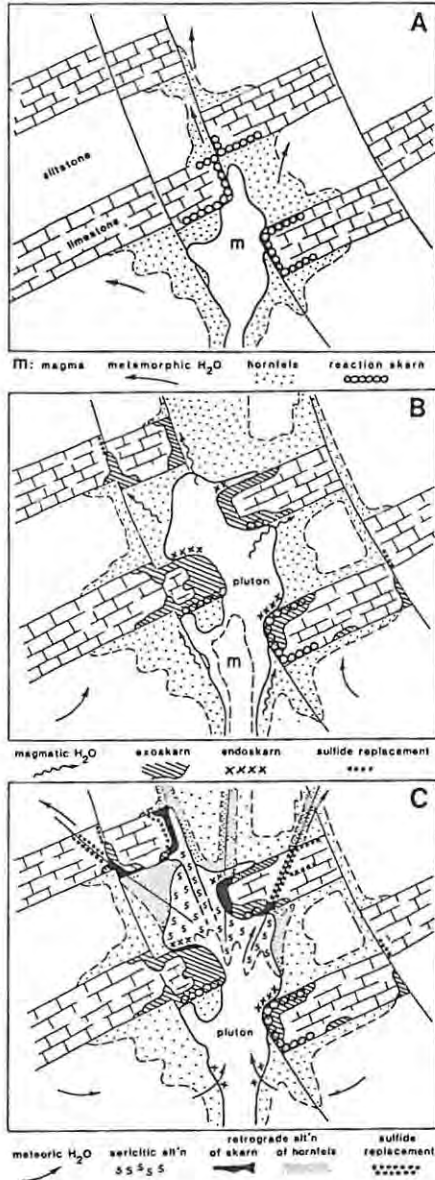 A
siltstone
limestone
m
m: magma metamorphic H2O hornfels reaction skarn
B
pluton
m
magmatic H2O exoskarn endoskarn sulfide replacement
xxxx
C
s s s s s
?
pluton
meteoric H2O sericitic alt'n retrograde alt'n of skarn of hornfels sulfide replacement
s s s s s